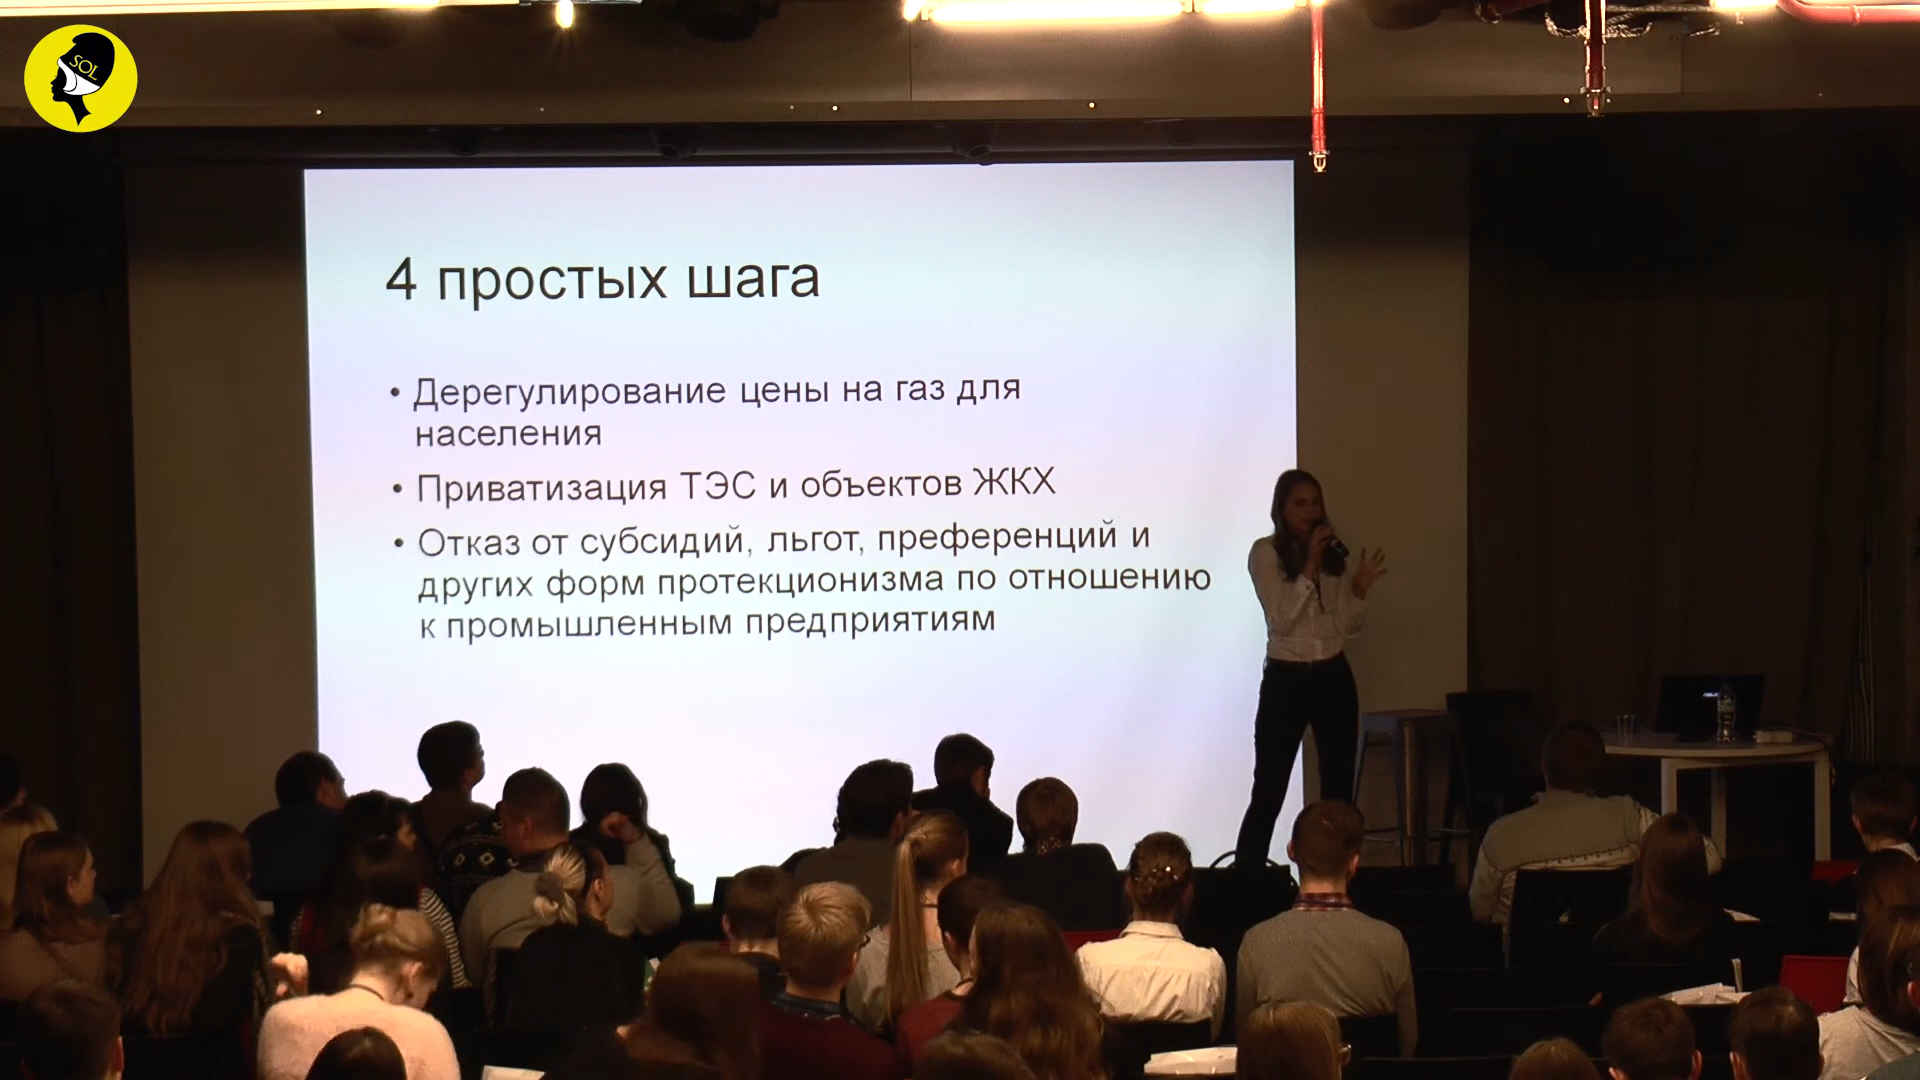 SOL
4 простых шага
• Дерегулирование цены на газ для
населения
• Приватизация ТЭС и объектов ЖКХ
• Отказ от субсидий, льгот, преференций и
других форм протекционизма по отношению
к промышленным предприятиям